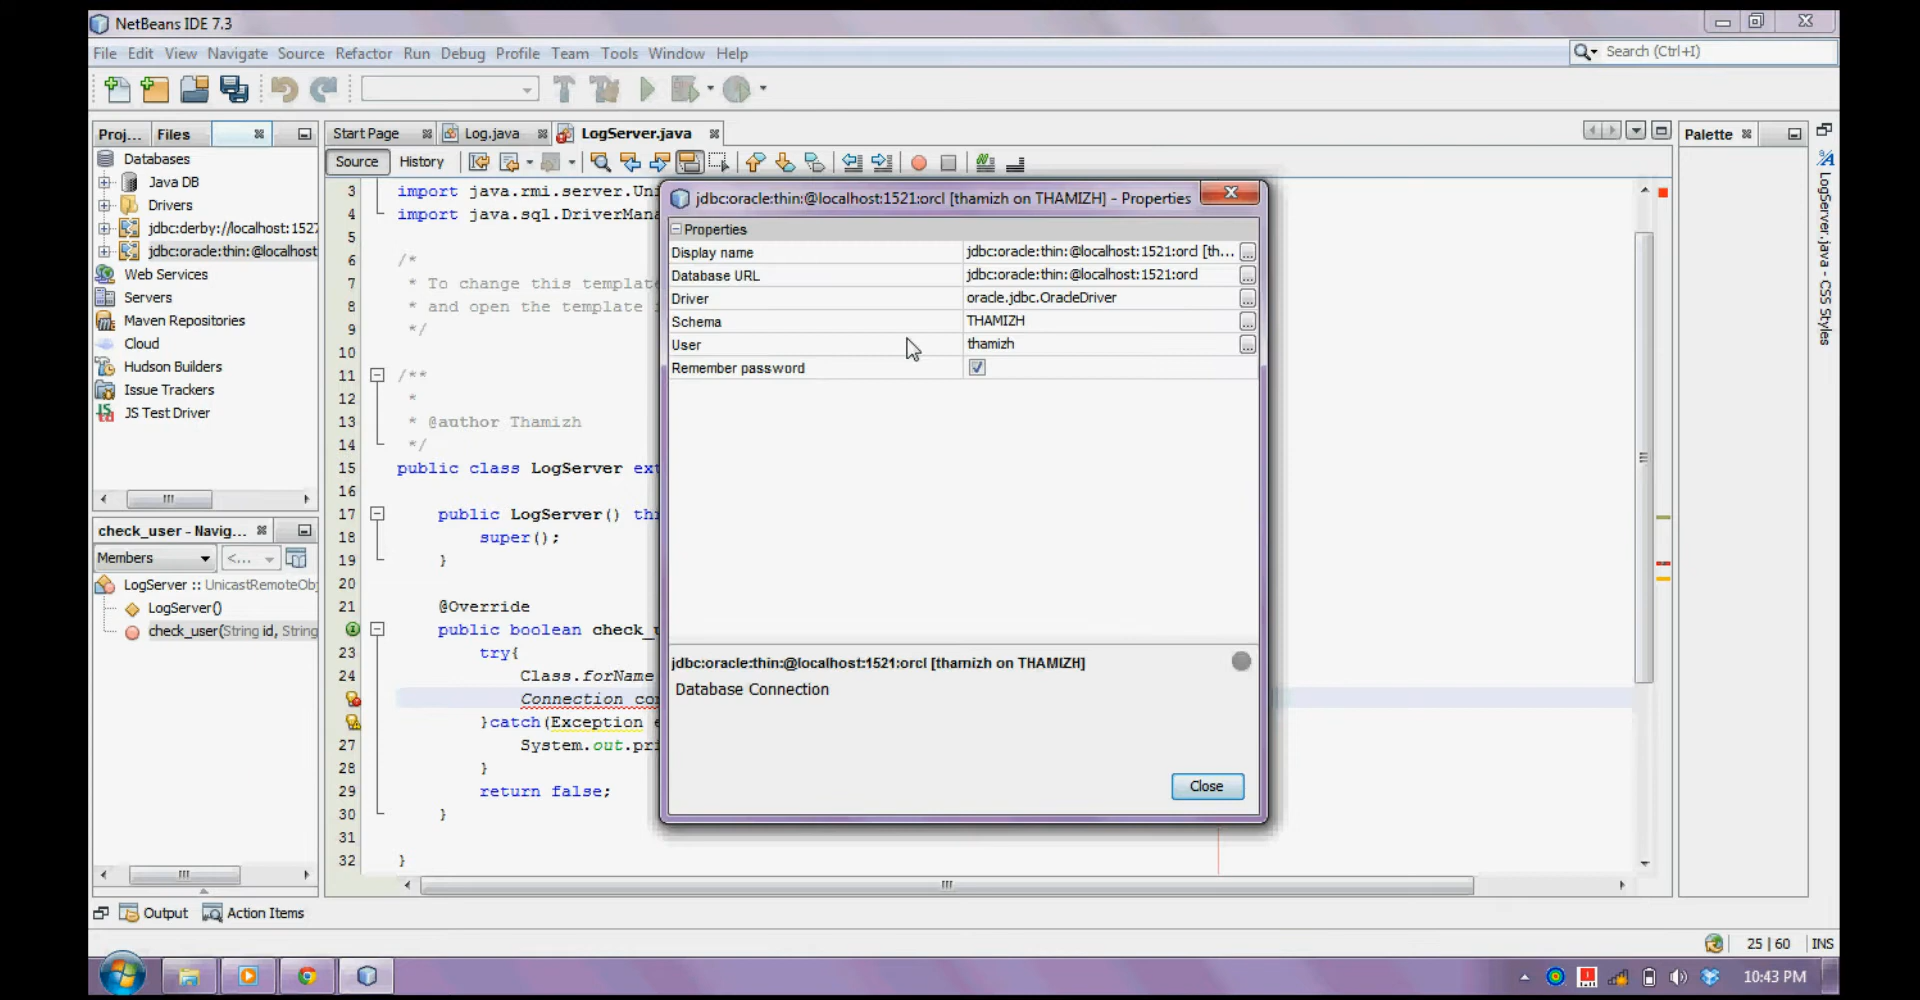 NetBeans IDE 7.3
File Edit View Navigate Source Refactor Run Debug Profile Team Tools Window Help
Search (Ctrl+I)
Proj... Files
Start Page Log.java LogServer.java
Palette
Source History
Databases
Java DB
Drivers
jdbc:derby://localhost:1527
jdbc:oracle:thin:@localhost
Web Services
Servers
Maven Repositories
Cloud
Hudson Builders
Issue Trackers
JS Test Driver
check_user - Navig...
Members <...
LogServer :: UnicastRemoteObj
LogServer()
check_user(String id, String
3 import java.rmi.server.Uni
4 import java.sql.DriverMana
5
6 /*
7 * To change this template
8 * and open the template
9 */
10
11 /**
12 *
13 * @author Thamizh
14 */
15 public class LogServer ext
16
17 public LogServer() th
18 super();
19 }
20
21 @Override
public boolean check_
23 try{
24 Class.forName
Connection co
}catch(Exception e
27 System.out.pri
28 }
29 return false;
30 }
31
32 }
jdbc:oracle:thin:@localhost:1521:orcl [thamizh on THAMIZH] - Properties
Properties
Display name jdbc:oracle:thin:@localhost:1521:orcl [th... ...
Database URL jdbc:oracle:thin:@localhost:1521:orcl ...
Driver oracle.jdbc.OracleDriver ...
Schema THAMIZH ...
User thamizh ...
Remember password
jdbc:oracle:thin:@localhost:1521:orcl [thamizh on THAMIZH]
Database Connection
Close
LogServer.java - CSS Styles
Output Action Items
25 | 60 INS
10:43 PM